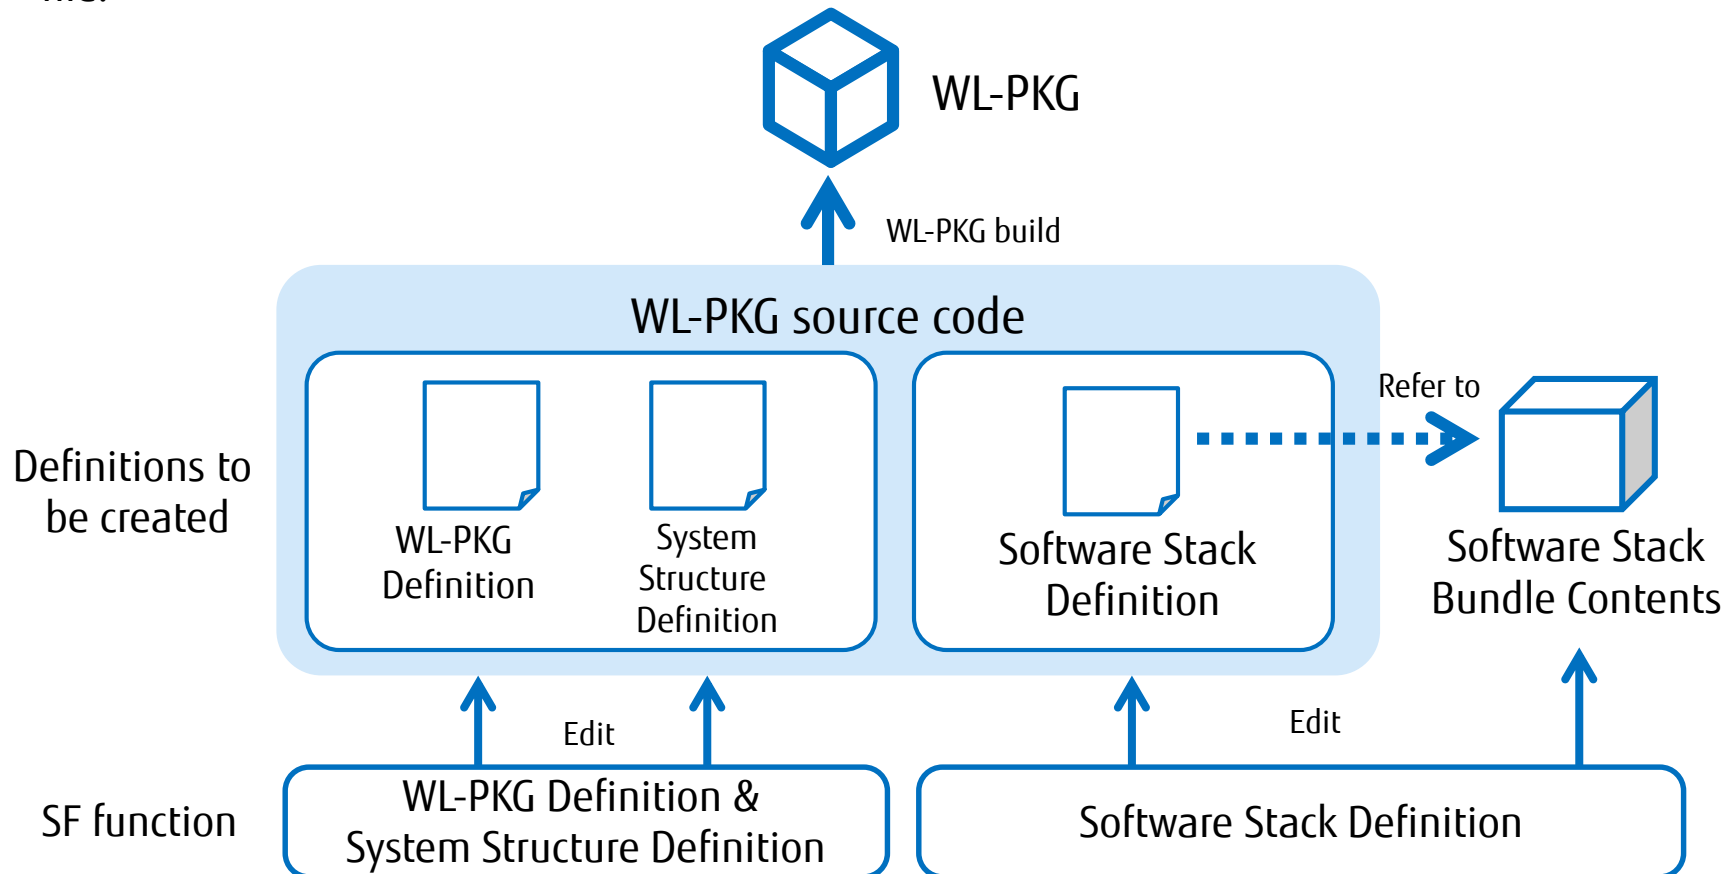 WL-PKG
WL-PKG build
WL-PKG source code
Refer to
Definitions to
be created
WL-PKG
Definition
System
Structure
Definition
Software Stack
Definition
Software Stack
Bundle Contents
Edit
Edit
SF function
WL-PKG Definition &
System Structure Definition
Software Stack Definition